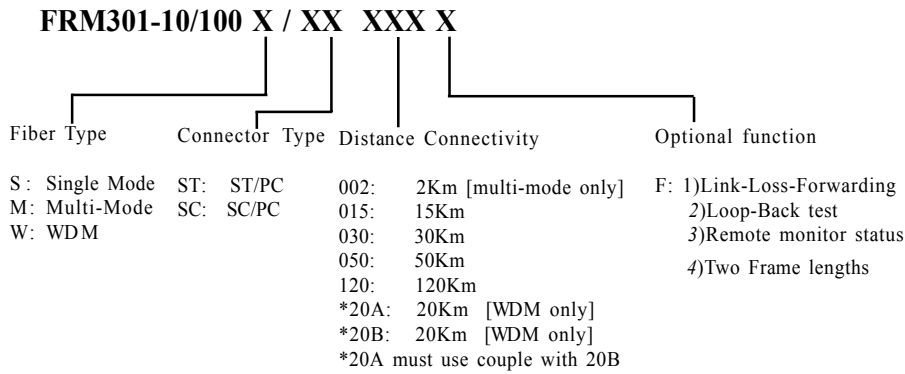 FRM301-10/100 X / XX XXX X
Fiber Type
S: Single Mode
M: Multi-Mode
W: WDM
Connector Type
ST: ST/PC
SC: SC/PC
Distance Connectivity
002: 2Km [multi-mode only]
015: 15Km
030: 30Km
050: 50Km
120: 120Km
*20A: 20Km [WDM only]
*20B: 20Km [WDM only]
*20A must use couple with 20B
Optional function
F: 1)Link-Loss-Forwarding
2)Loop-Back test
3)Remote monitor status
4)Two Frame lengths